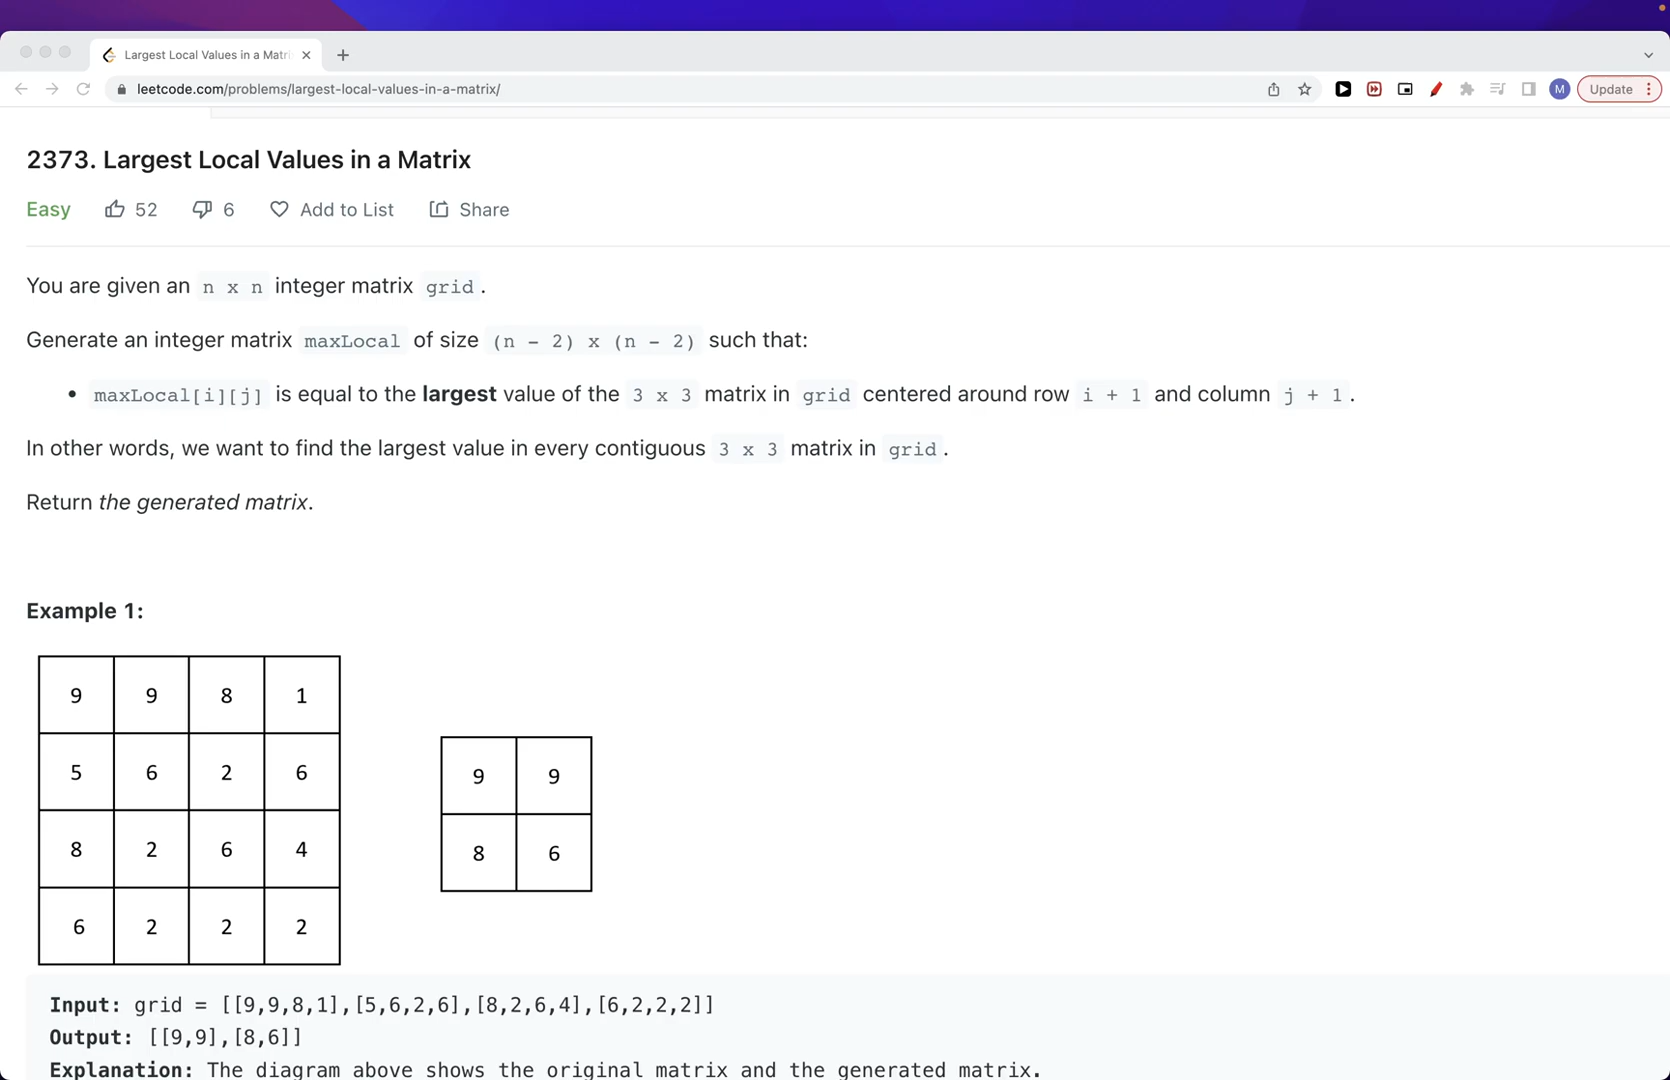 Largest Local Values in a Matri
leetcode.com/problems/largest-local-values-in-a-matrix/
M
Update
2373. Largest Local Values in a Matrix
Easy 52 6 Add to List Share
You are given an n x n integer matrix grid.
Generate an integer matrix maxLocal of size (n - 2) x (n - 2) such that:
• maxLocal[i][j] is equal to the largest value of the 3 x 3 matrix in grid centered around row i + 1 and column j + 1.
In other words, we want to find the largest value in every contiguous 3 x 3 matrix in grid.
Return the generated matrix.
Example 1:
9 9 8 1
5 6 2 6
8 2 6 4
6 2 2 2
9 9
8 6
Input: grid = [[9,9,8,1],[5,6,2,6],[8,2,6,4],[6,2,2,2]]
Output: [[9,9],[8,6]]
Explanation: The diagram above shows the original matrix and the generated matrix.